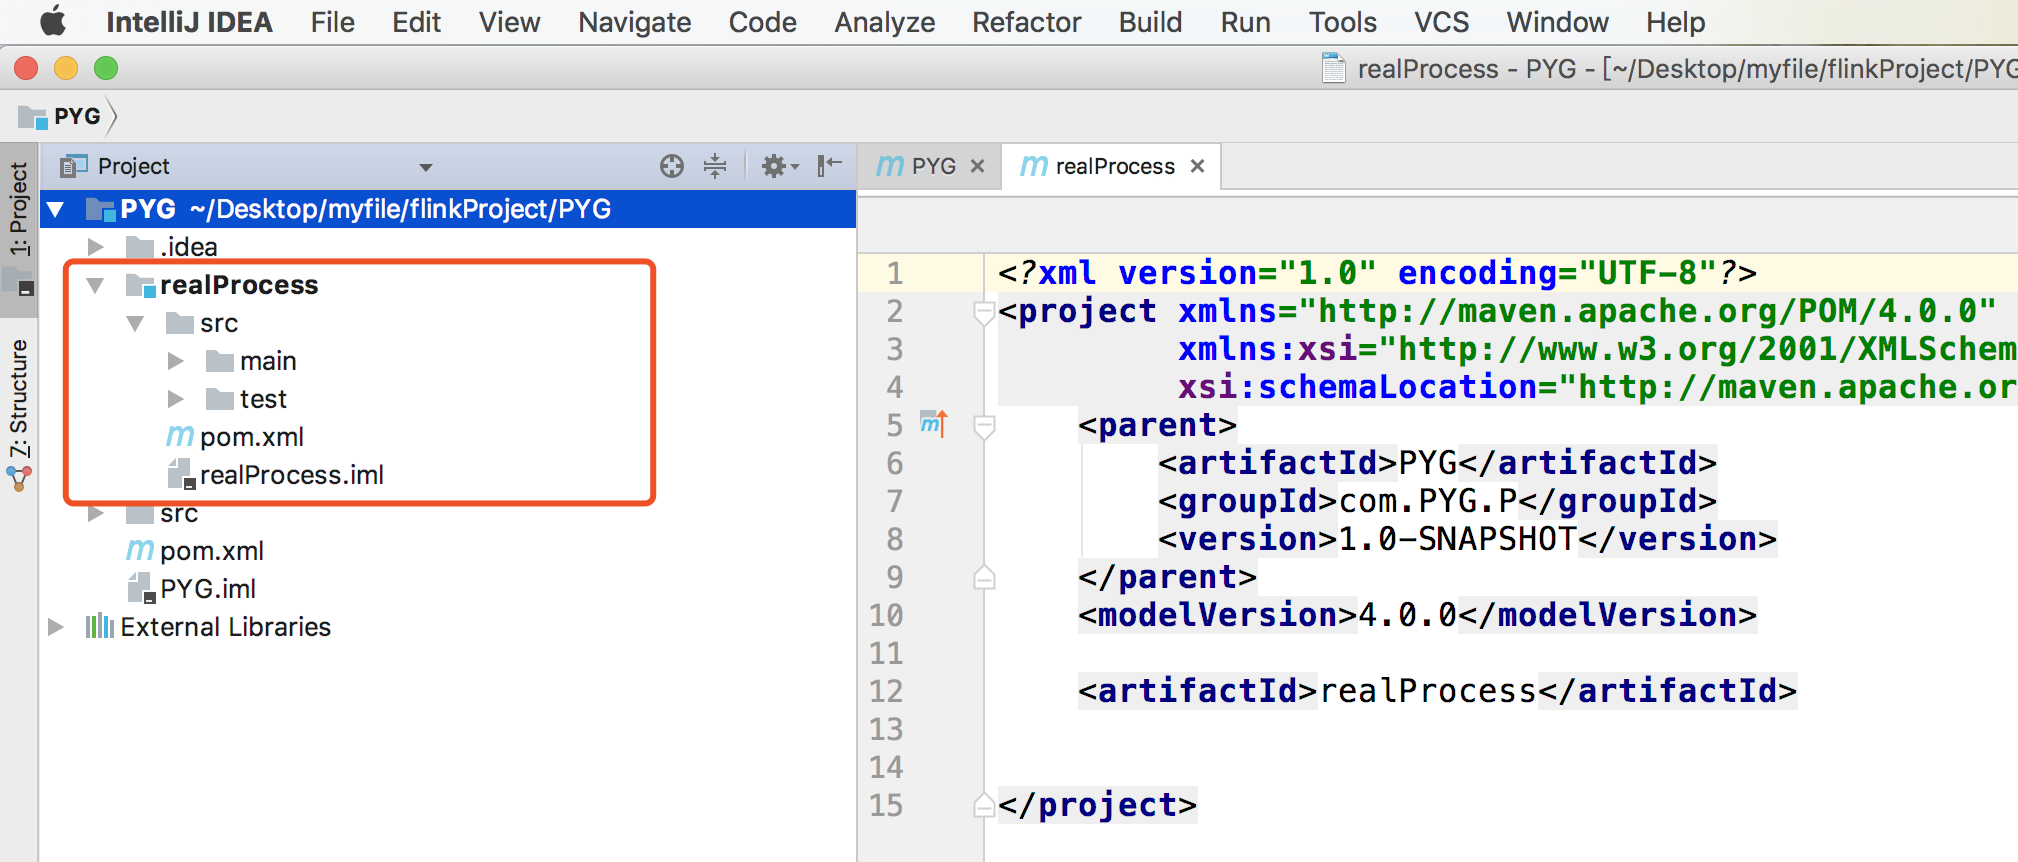 IntelliJ IDEA File Edit View Navigate Code Analyze Refactor Build Run Tools VCS Window Help
realProcess - PYG - [~/Desktop/myfile/flinkProject/PYG
PYG
1: Project
7: Structure
Project
PYG ~/Desktop/myfile/flinkProject/PYG
.idea
realProcess
src
main
test
pom.xml
realProcess.iml
src
pom.xml
PYG.iml
External Libraries
PYG realProcess
1 <?xml version="1.0" encoding="UTF-8"?>
2 <project xmlns="http://maven.apache.org/POM/4.0.0"
3 xmlns:xsi="http://www.w3.org/2001/XMLSchem
4 xsi:schemaLocation="http://maven.apache.or
5 <parent>
6 <artifactId>PYG</artifactId>
7 <groupId>com.PYG.P</groupId>
8 <version>1.0-SNAPSHOT</version>
9 </parent>
10 <modelVersion>4.0.0</modelVersion>
11
12 <artifactId>realProcess</artifactId>
13
14
15 </project>